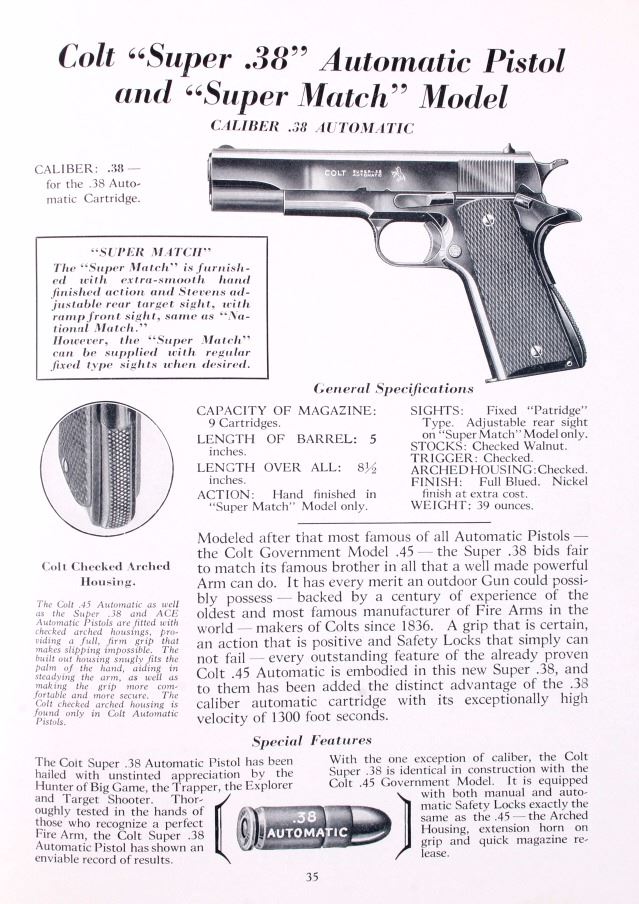 Colt “Super .38” Automatic Pistol
and “Super Match” Model
CALIBER .38 AUTOMATIC
CALIBER: .38 —
for the .38 Auto-
matic Cartridge.
COLT SUPER .38
AUTOMATIC
“SUPER MATCH”
The “Super Match” is furnish-
ed with extra-smooth hand
finished action and Stevens ad-
justable rear target sight, with
ramp front sight, same as “Na-
tional Match.”
However, the “Super Match”
can be supplied with regular
fixed type sights when desired.
General Specifications
CAPACITY OF MAGAZINE:
9 Cartridges.
LENGTH OF BARREL: 5
inches.
LENGTH OVER ALL: 8½
inches.
ACTION: Hand finished in
“Super Match” Model only.
SIGHTS: Fixed “Patridge”
Type. Adjustable rear sight
on “Super Match” Model only.
STOCKS: Checked Walnut.
TRIGGER: Checked.
ARCHED HOUSING: Checked.
FINISH: Full Blued. Nickel
finish at extra cost.
WEIGHT: 39 ounces.
Colt Checked Arched
Housing.
The Colt .45 Automatic as well
as the Super .38 and ACE
Automatic Pistols are fitted with
checked arched housings, pro-
viding a full, firm grip that
makes slipping impossible. The
built out housing snugly fits the
palm of the hand, aiding in
steadying the arm, as well as
making the grip more com-
fortable and more secure. The
Colt checked arched housing is
found only in Colt Automatic
Pistols.
Modeled after that most famous of all Automatic Pistols —
the Colt Government Model .45 — the Super .38 bids fair
to match its famous brother in all that a well made powerful
Arm can do. It has every merit an outdoor Gun could possi-
bly possess — backed by a century of experience of the
oldest and most famous manufacturer of Fire Arms in the
world — makers of Colts since 1836. A grip that is certain,
an action that is positive and Safety Locks that simply can
not fail — every outstanding feature of the already proven
Colt .45 Automatic is embodied in this new Super .38, and
to them has been added the distinct advantage of the .38
caliber automatic cartridge with its exceptionally high
velocity of 1300 foot seconds.
Special Features
The Colt Super .38 Automatic Pistol has been
hailed with unstinted appreciation by the
Hunter of Big Game, the Trapper, the Explorer
and Target Shooter. Thor-
oughly tested in the hands of
those who recognize a perfect
Fire Arm, the Colt Super .38
Automatic Pistol has shown an
enviable record of results.
.38
AUTOMATIC
With the one exception of caliber, the Colt
Super .38 is identical in construction with the
Colt .45 Government Model. It is equipped
with both manual and auto-
matic Safety Locks exactly the
same as the .45 — the Arched
Housing, extension horn on
grip and quick magazine re-
lease.
35